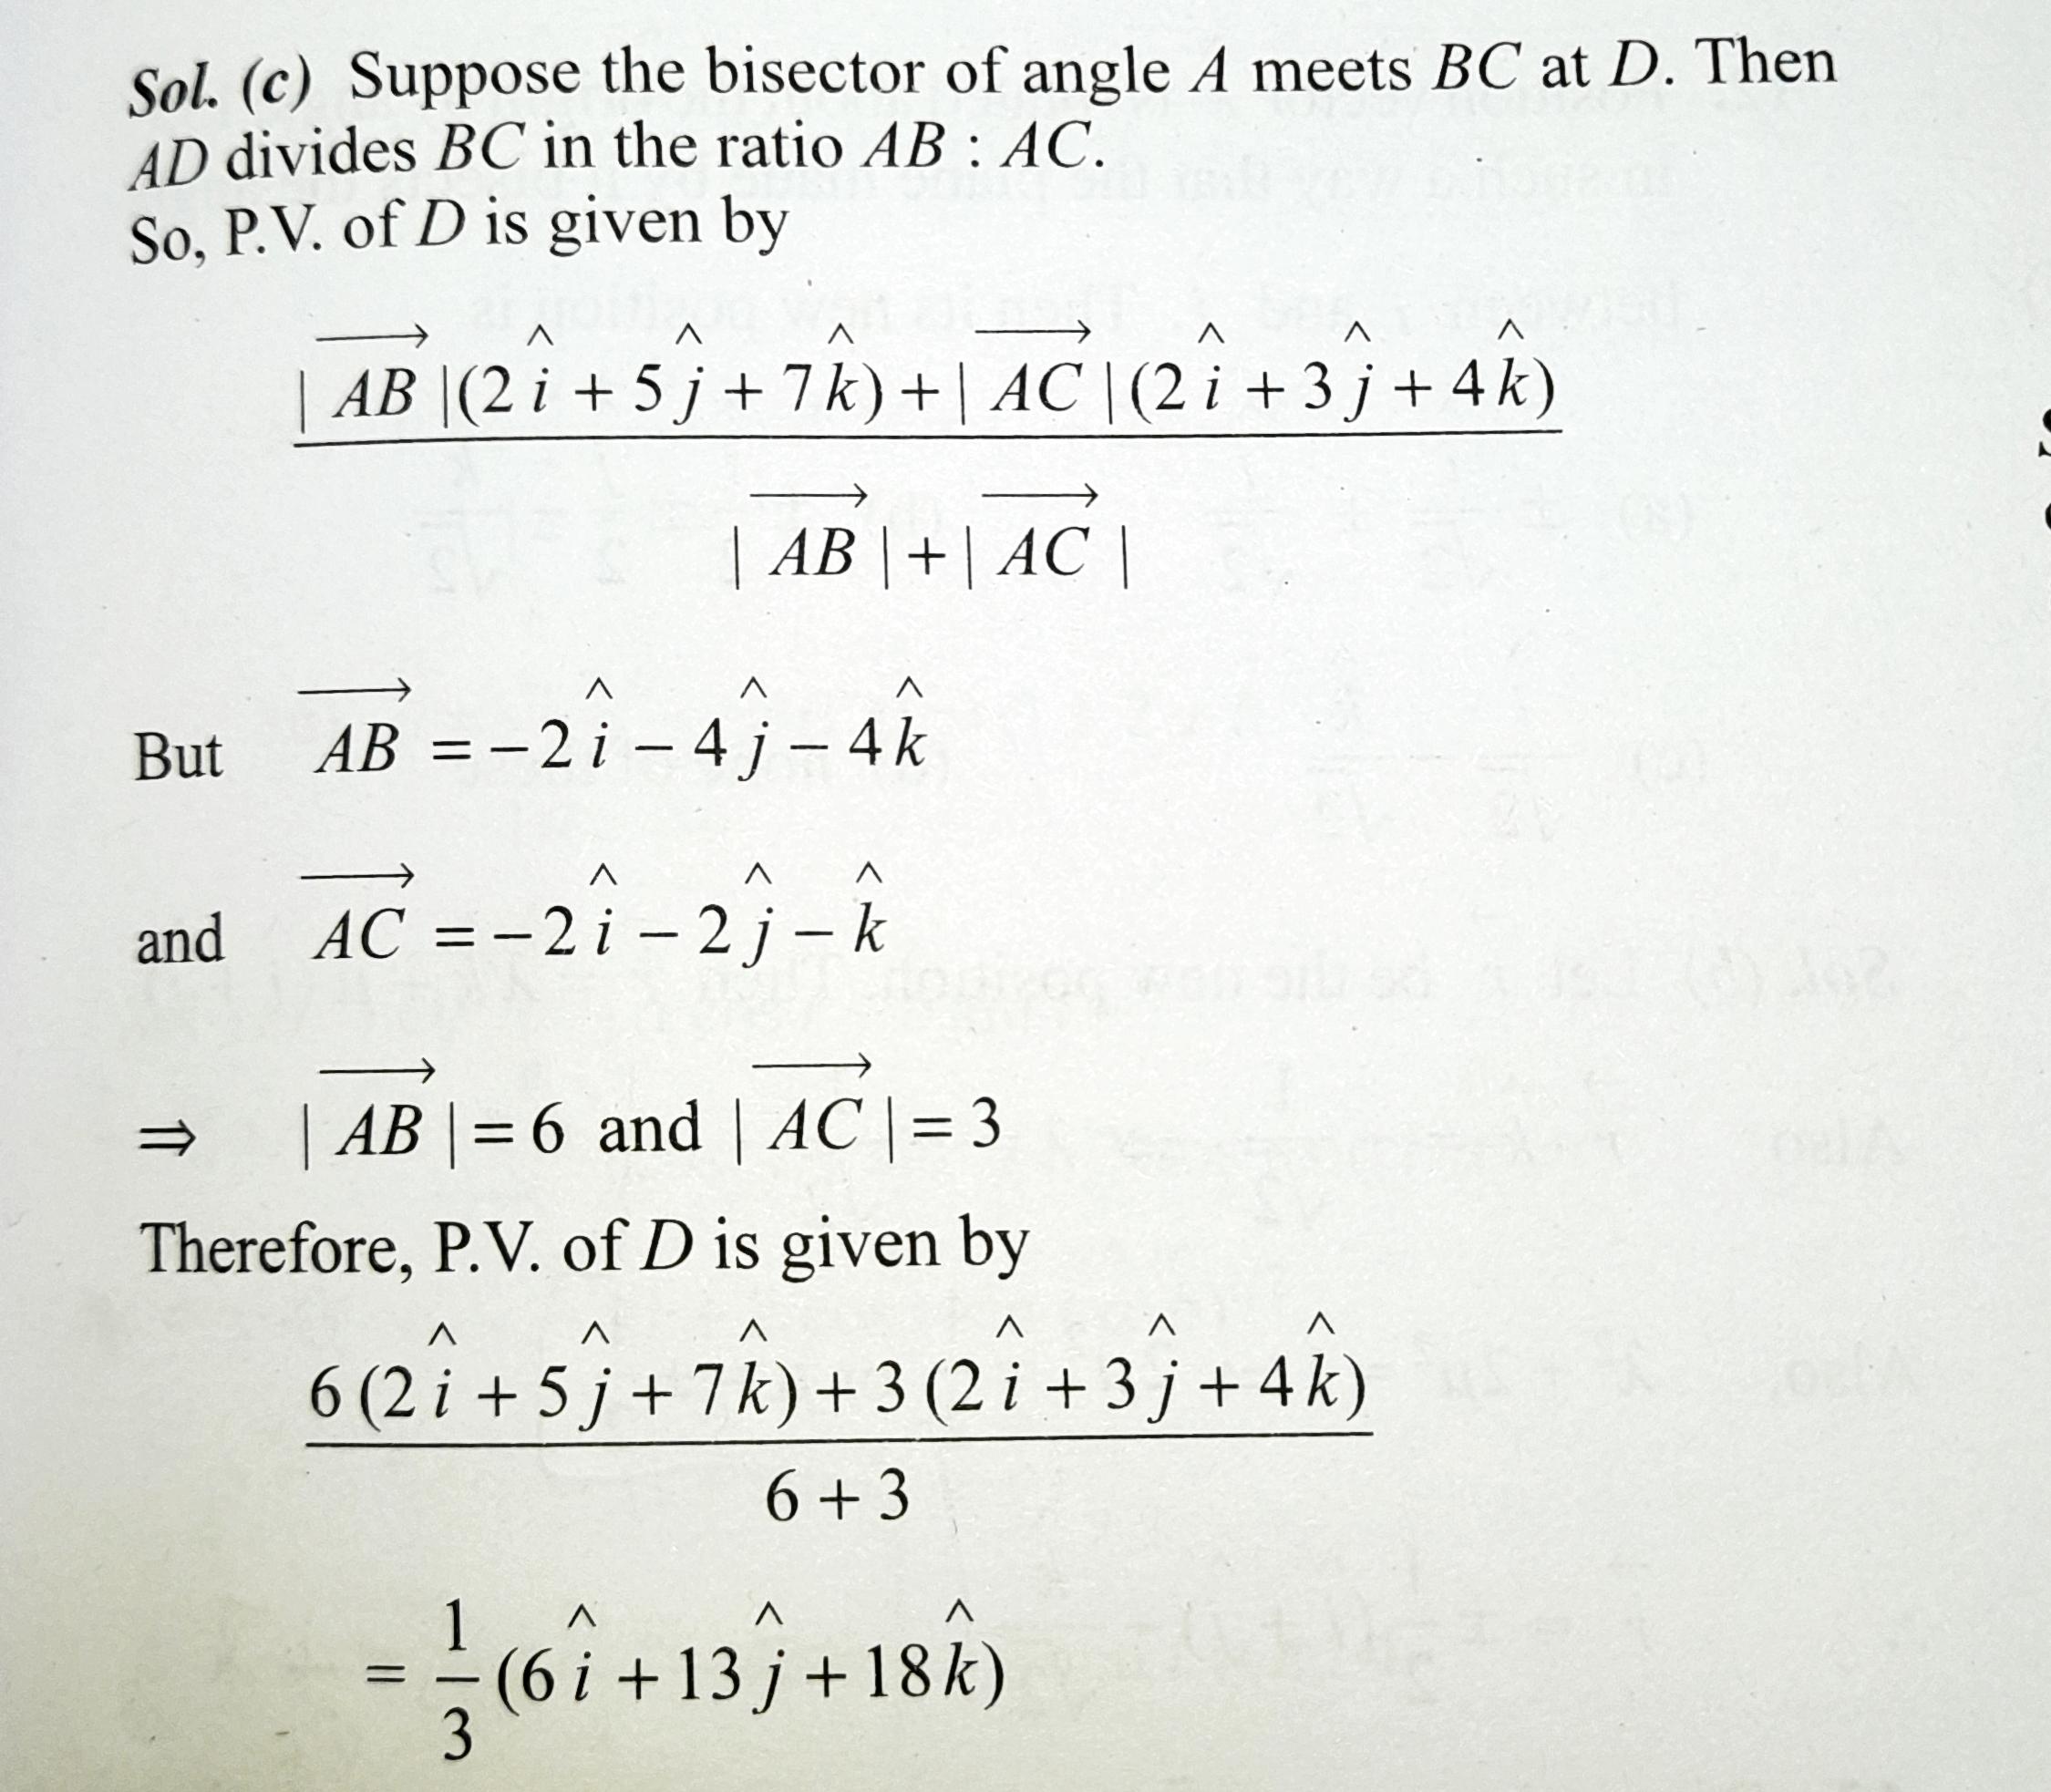 Sol. (c) Suppose the bisector of angle A meets BC at D. Then
AD divides BC in the ratio AB : AC.
So, P.V. of D is given by
$\frac{|\overrightarrow{AB}|(2\hat{i}+5\hat{j}+7\hat{k})+|\overrightarrow{AC}|(2\hat{i}+3\hat{j}+4\hat{k})}{|\overrightarrow{AB}|+|\overrightarrow{AC}|}$
But $\overrightarrow{AB}=-2\hat{i}-4\hat{j}-4\hat{k}$
and $\overrightarrow{AC}=-2\hat{i}-2\hat{j}-\hat{k}$
$\Rightarrow |\overrightarrow{AB}|=6$ and $|\overrightarrow{AC}|=3$
Therefore, P.V. of D is given by
$\frac{6(2\hat{i}+5\hat{j}+7\hat{k})+3(2\hat{i}+3\hat{j}+4\hat{k})}{6+3}$
$=\frac{1}{3}(6\hat{i}+13\hat{j}+18\hat{k})$